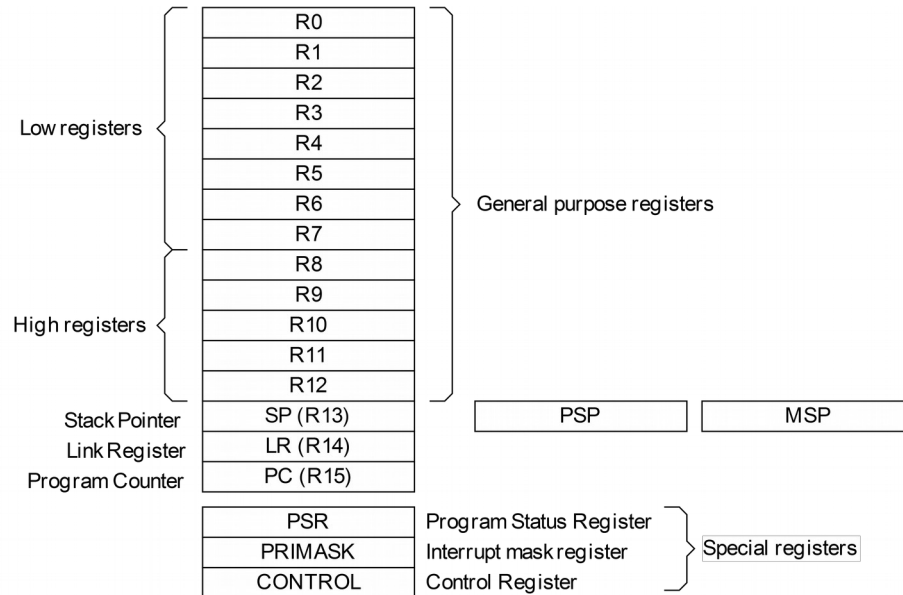 R0
R1
R2
R3
Low registers
R4
R5
R6
General purpose registers
R7
R8
R9
High registers
R10
R11
R12
Stack Pointer SP (R13) PSP MSP
Link Register LR (R14)
Program Counter PC (R15)
PSR Program Status Register
PRIMASK Interrupt mask register Special registers
CONTROL Control Register